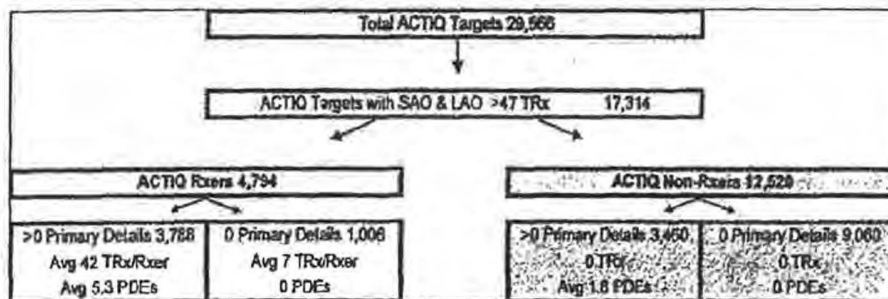 Total ACTIQ Targets 29,566
ACTIQ Targets with SAO & LAO >47 TRx 17,314
ACTIQ Rxers 4,794
ACTIQ Non-Rxers 12,520
>0 Primary Details 3,788
0 Primary Details 1,006
>0 Primary Details 3,460
0 Primary Details 9,060
Avg 42 TRx/Rxer
Avg 7 TRx/Rxer
0 TRx
0 TRx
Avg 5.3 PDEs
0 PDEs
Avg 1.8 PDEs
0 PDEs